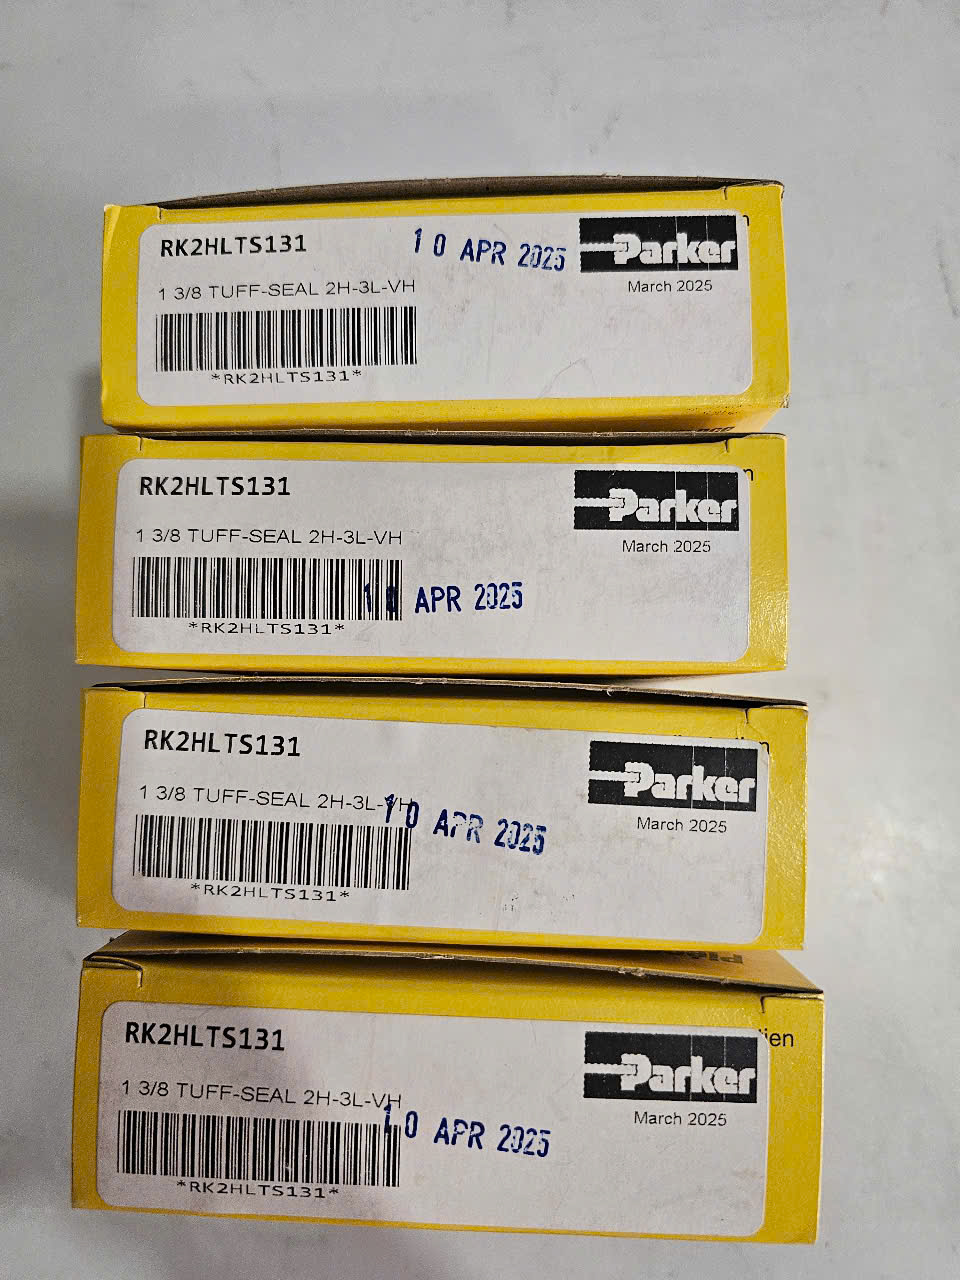 RK2HLTS131
10 APR 2025
Parker
March 2025
1 3/8 TUFF-SEAL 2H-3L-VH
*RK2HLTS131*
RK2HLTS131
Parker
March 2025
1 3/8 TUFF-SEAL 2H-3L-VH
10 APR 2025
*RK2HLTS131*
RK2HLTS131
Parker
March 2025
1 3/8 TUFF-SEAL 2H-3L-VH
10 APR 2025
*RK2HLTS131*
RK2HLTS131
Parker
March 2025
1 3/8 TUFF-SEAL 2H-3L-VH
10 APR 2025
*RK2HLTS131*